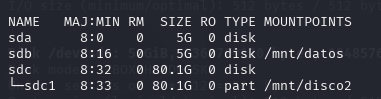 NAME   MAJ:MIN RM  SIZE RO TYPE MOUNTPOINTS
sda      8:0    0    5G  0 disk
sdb      8:16   0    5G  0 disk /mnt/datos
sdc      8:32   0 80.1G  0 disk
└─sdc1   8:33   0 80.1G  0 part /mnt/disco2